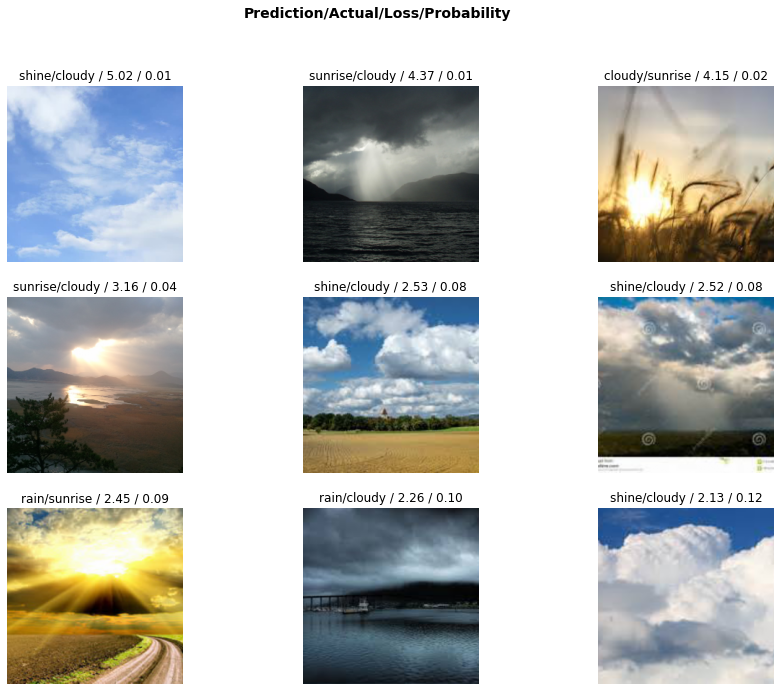 Prediction/Actual/Loss/Probability
shine/cloudy / 5.02 / 0.01
sunrise/cloudy / 4.37 / 0.01
cloudy/sunrise / 4.15 / 0.02
sunrise/cloudy / 3.16 / 0.04
shine/cloudy / 2.53 / 0.08
shine/cloudy / 2.52 / 0.08
rain/sunrise / 2.45 / 0.09
rain/cloudy / 2.26 / 0.10
shine/cloudy / 2.13 / 0.12